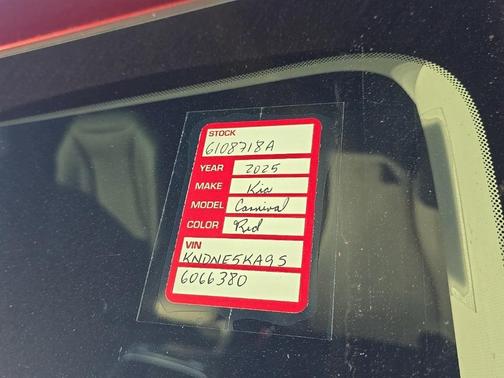 STOCK
6108718A
YEAR 2025
MAKE Kia
MODEL Carnival
COLOR Red
VIN
KNDNE5KA95
6066380